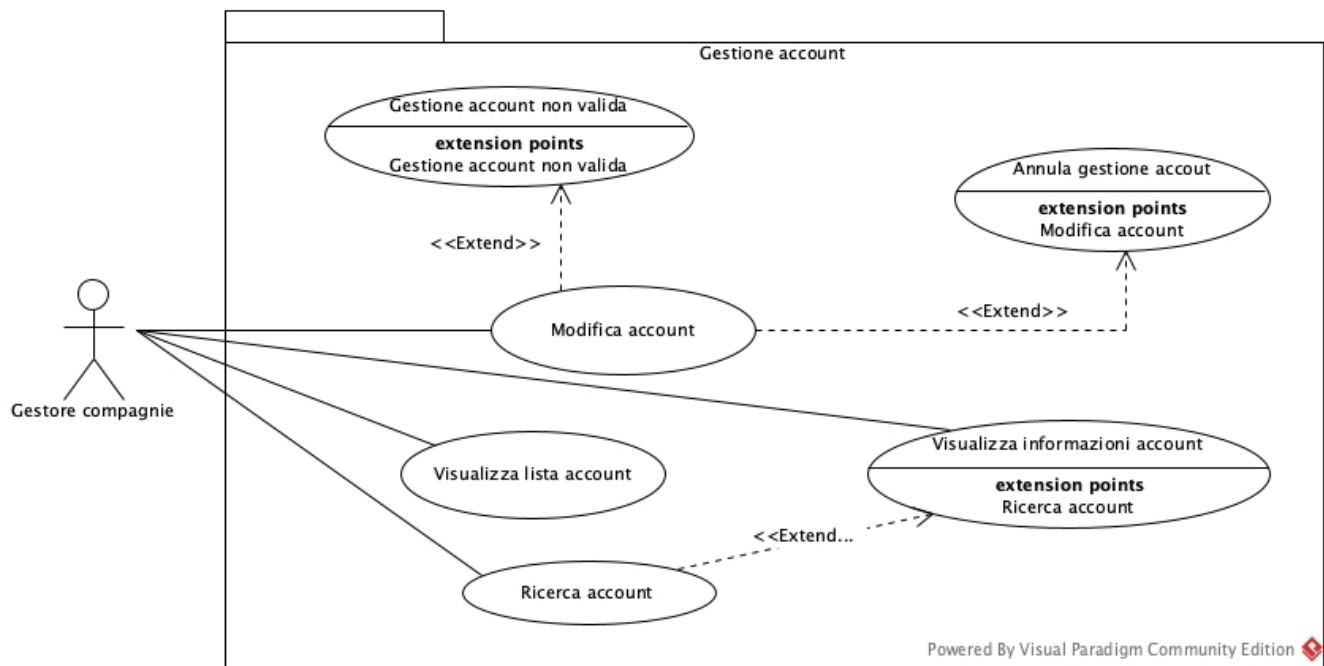 Gestione account
Gestione account non valida
extension points
Gestione account non valida
Annula gestione accout
extension points
Modifica account
<<Extend>>
<<Extend>>
Modifica account
Gestore compagnie
Visualizza informazioni account
extension points
Ricerca account
Visualizza lista account
<<Extend...
Ricerca account
Powered By Visual Paradigm Community Edition